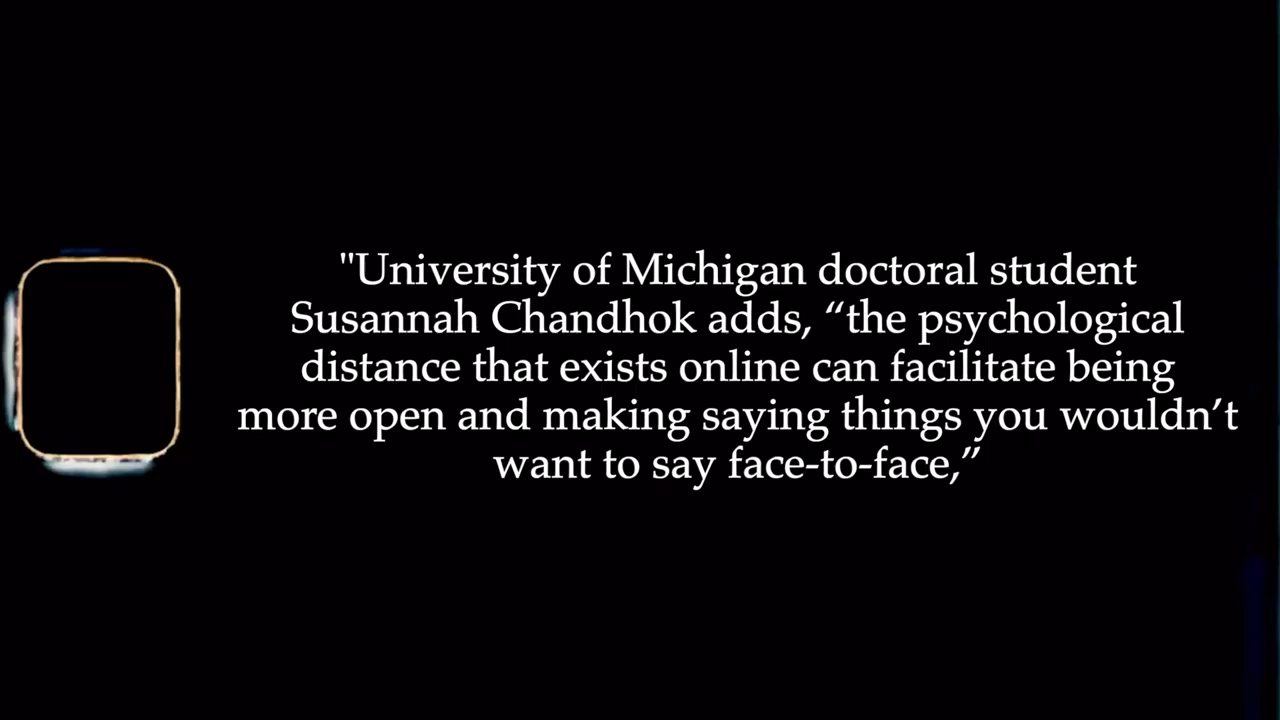 "University of Michigan doctoral student
Susannah Chandhok adds, “the psychological
distance that exists online can facilitate being
more open and making saying things you wouldn’t
want to say face-to-face,”